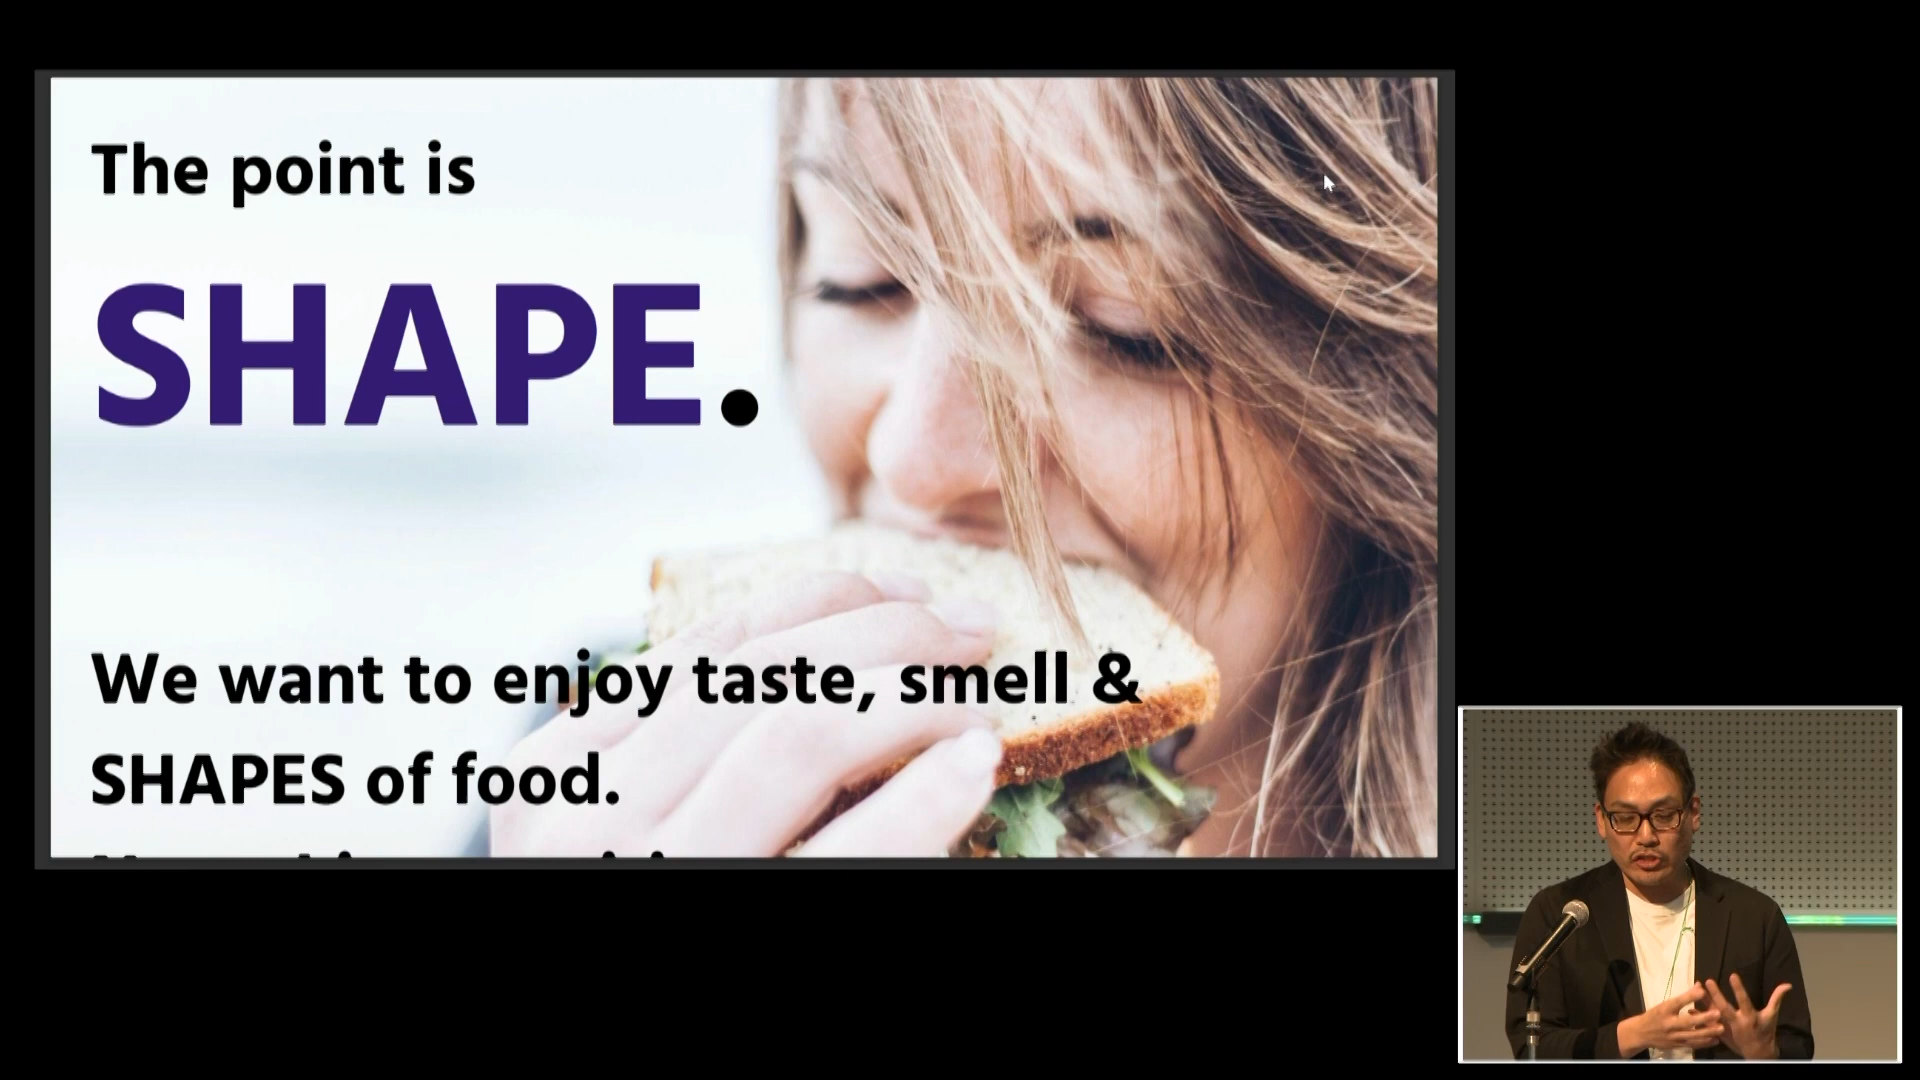 The point is
SHAPE.
We want to enjoy taste, smell &
SHAPES of food.